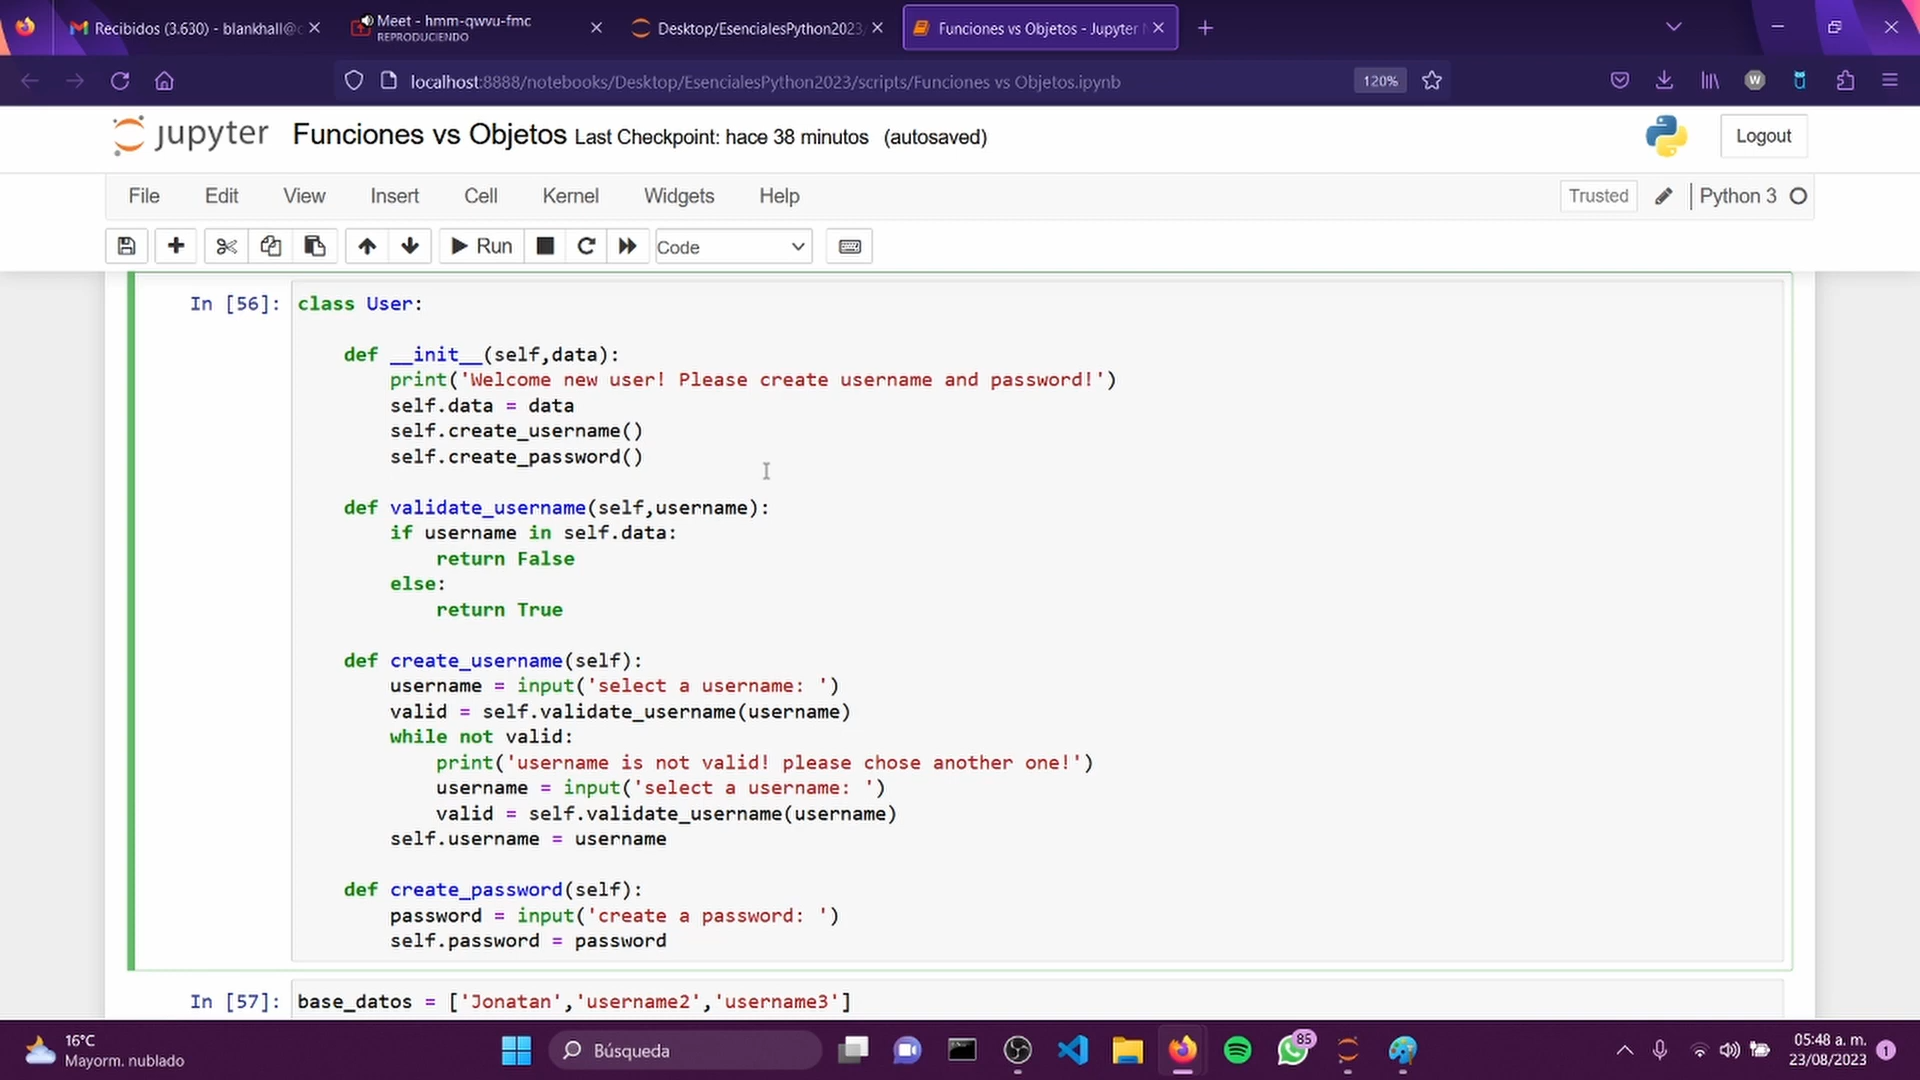 Recibidos (3.630) - blankhall@c
Meet - hmm-qwvu-fmc
REPRODUCIENDO
Desktop/EsencialesPython2023/
Funciones vs Objetos - Jupyter
localhost:8888/notebooks/Desktop/EsencialesPython2023/scripts/Funciones vs Objetos.ipynb
120%
W
jupyter Funciones vs Objetos Last Checkpoint: hace 38 minutos (autosaved)
Logout
File Edit View Insert Cell Kernel Widgets Help
Trusted
Python 3
Run
Code
In [56]: class User:
def __init__(self,data):
print('Welcome new user! Please create username and password!')
self.data = data
self.create_username()
self.create_password()
def validate_username(self,username):
if username in self.data:
return False
else:
return True
def create_username(self):
username = input('select a username: ')
valid = self.validate_username(username)
while not valid:
print('username is not valid! please chose another one!')
username = input('select a username: ')
valid = self.validate_username(username)
self.username = username
def create_password(self):
password = input('create a password: ')
self.password = password
In [57]: base_datos = ['Jonatan','username2','username3']
16°C
Mayorm. nublado
Búsqueda
85
05:48 a. m.
23/08/2023
1